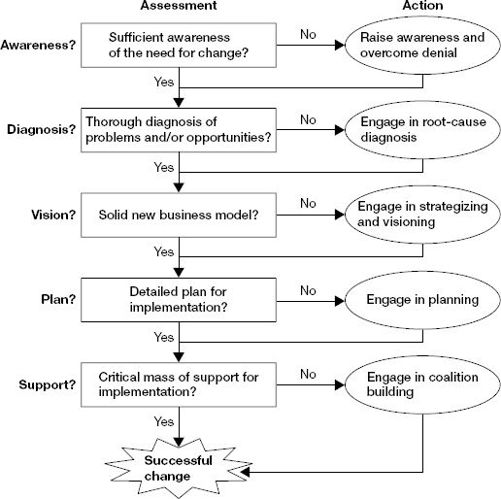 Assessment
Action
Awareness?
Sufficient awareness
of the need for change?
No
Raise awareness and
overcome denial
Yes
Diagnosis?
Thorough diagnosis of
problems and/or opportunities?
No
Engage in root-cause
diagnosis
Yes
Vision?
Solid new business model?
No
Engage in strategizing
and visioning
Yes
Plan?
Detailed plan for
implementation?
No
Engage in planning
Yes
Support?
Critical mass of support for
implementation?
No
Engage in coalition
building
Yes
Successful
change